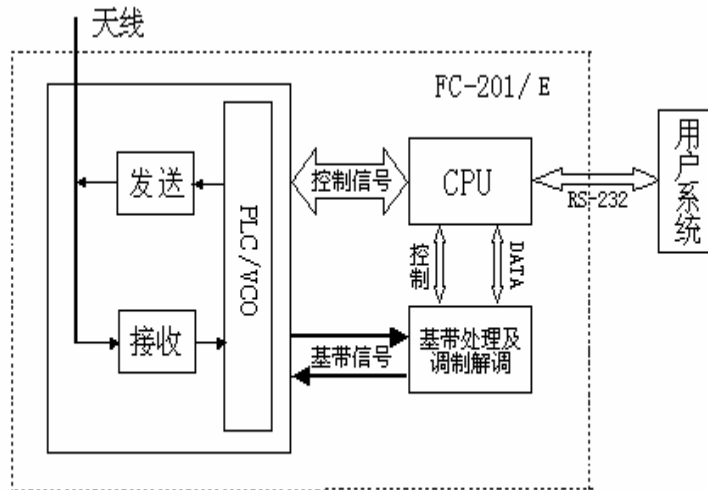 天线
FC-201/E
发送
PLC/VCO
控制信号
CPU
RS-232
用户系统
控制
DATA
接收
基带信号
基带处理及
调制解调